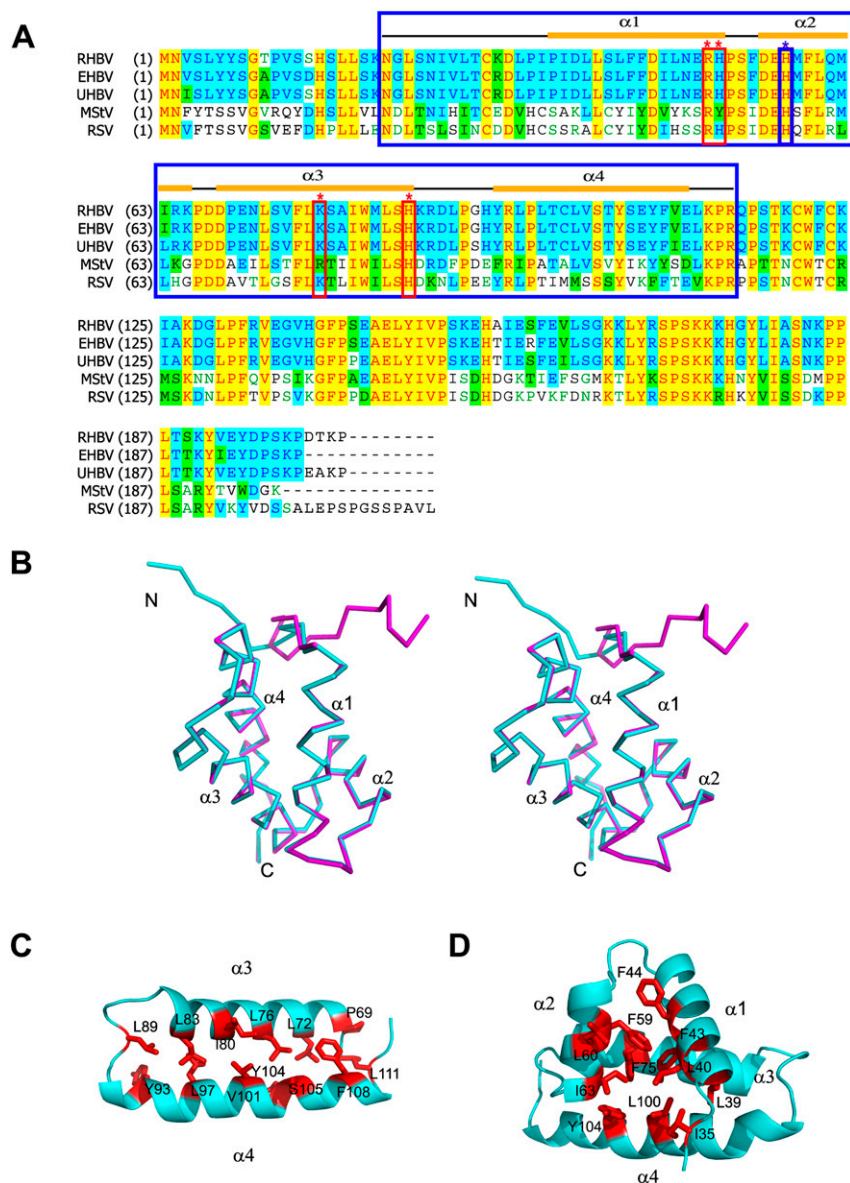 A
α1 α2
* * *
RHBV (1) MNVSLYYSGTPVSSHSLLSKNGLSNIVLTCKDLPIPIDLLSLFFDILNERHPSFDEHMFLQM
EHBV (1) MNVSLYYSGAPVSDHSLLSKNGLSNIVLTCKDLPIPIDLLSLFFDILNERHPSFDEHMFLQM
UHBV (1) MNISLYYSGAPVSDHSLLSKNGLSNIVLTCKDLPIPIDLLSLFFDILNERHPSFDEHMFLQM
MStV (1) MNFYTSSVGVRQYDHSLLVLNDLTNIHITCEDVHCSAKLLCYIYDVYKSRYPSIDEHSFLRM
RSV (1) MNVFTSSVGSVEFDHPLLLENDLTSLSINCDDVHCSSRALCYIYDIHSSRHPSIDEHQFLRL
α3 α4
* *
RHBV (63) IRKPDDPENLSVFLKSAIWMLSHKRDLPGHYRLPLTCLVSTYSEYFVELKPRQPSTKCWFCK
EHBV (63) IRKPDDPENLSVFLKSAIWMLSHKRDLPGHYRLPLTCLVSTYSEYFIELKPRQPSTKCWFCK
UHBV (63) LRKPDDPENLSVFLKSAIWMLSHKRDLPSHYRLPLTCLVSTYSEYFIELKPRQPSTKCWFCK
MStV (63) LKGPDDAEILSTFLRTIIWILSHDRDFPDEFRIPATALVSVYIKYYSDLKPRAPTTNCWTCR
RSV (63) LHGPDDAVTLGSFLKTLIWILSHDKNLPEEYRLPTIMMSSSYVKFFTEVKPRPPSTNCWTCR
RHBV (125) IAKDGLPFRVEGVHGFPSEAELYIVPSKEHAIESFEVLSGKKLYRSPSKKKHGYLIASNKPP
EHBV (125) IAKDGLPFRVEGVHGFPSEAELYIVPSKEHTIERFEVLSGKKLYRSPSKKKHGYLIASNKPP
UHBV (125) IAKDGLPFRVEGVHGFPPEAELYIVPSKEHTIESFEILSGKKLYRSPSKKKHGYLIASNKPP
MStV (125) MSKNNLPFQVPSIKGFPAEAELYIVPISDHDGKTIEFSGMKTLYKSPSKKKHNYVISSDMPP
RSV (125) MSKDNLPFTVPSVKGFPPDAELYIVPISDHDGKPVKFDNRKTLYRSPSKKRHKYVISSDKPP
RHBV (187) LTSKYVEYDPSKPDTKP--------
EHBV (187) LTTKYIEYDPSKP------------
UHBV (187) LTTKYVEYDPSKPEAKP--------
MStV (187) LSARYTVWDGK--------------
RSV (187) LSARYVKYVDSSALEPSPGSSPAVL
B
N
α4
α1
α3
α2
C
N
α4
α1
α3
α2
C
C
α3
L89
L83
I80
L76
L72
P69
L111
Y93
L97
V101
Y104
S105
F108
α4
D
F44
α2
α1
F59
F43
L60
F75
L40
α3
I63
L39
L100
Y104
I35
α4